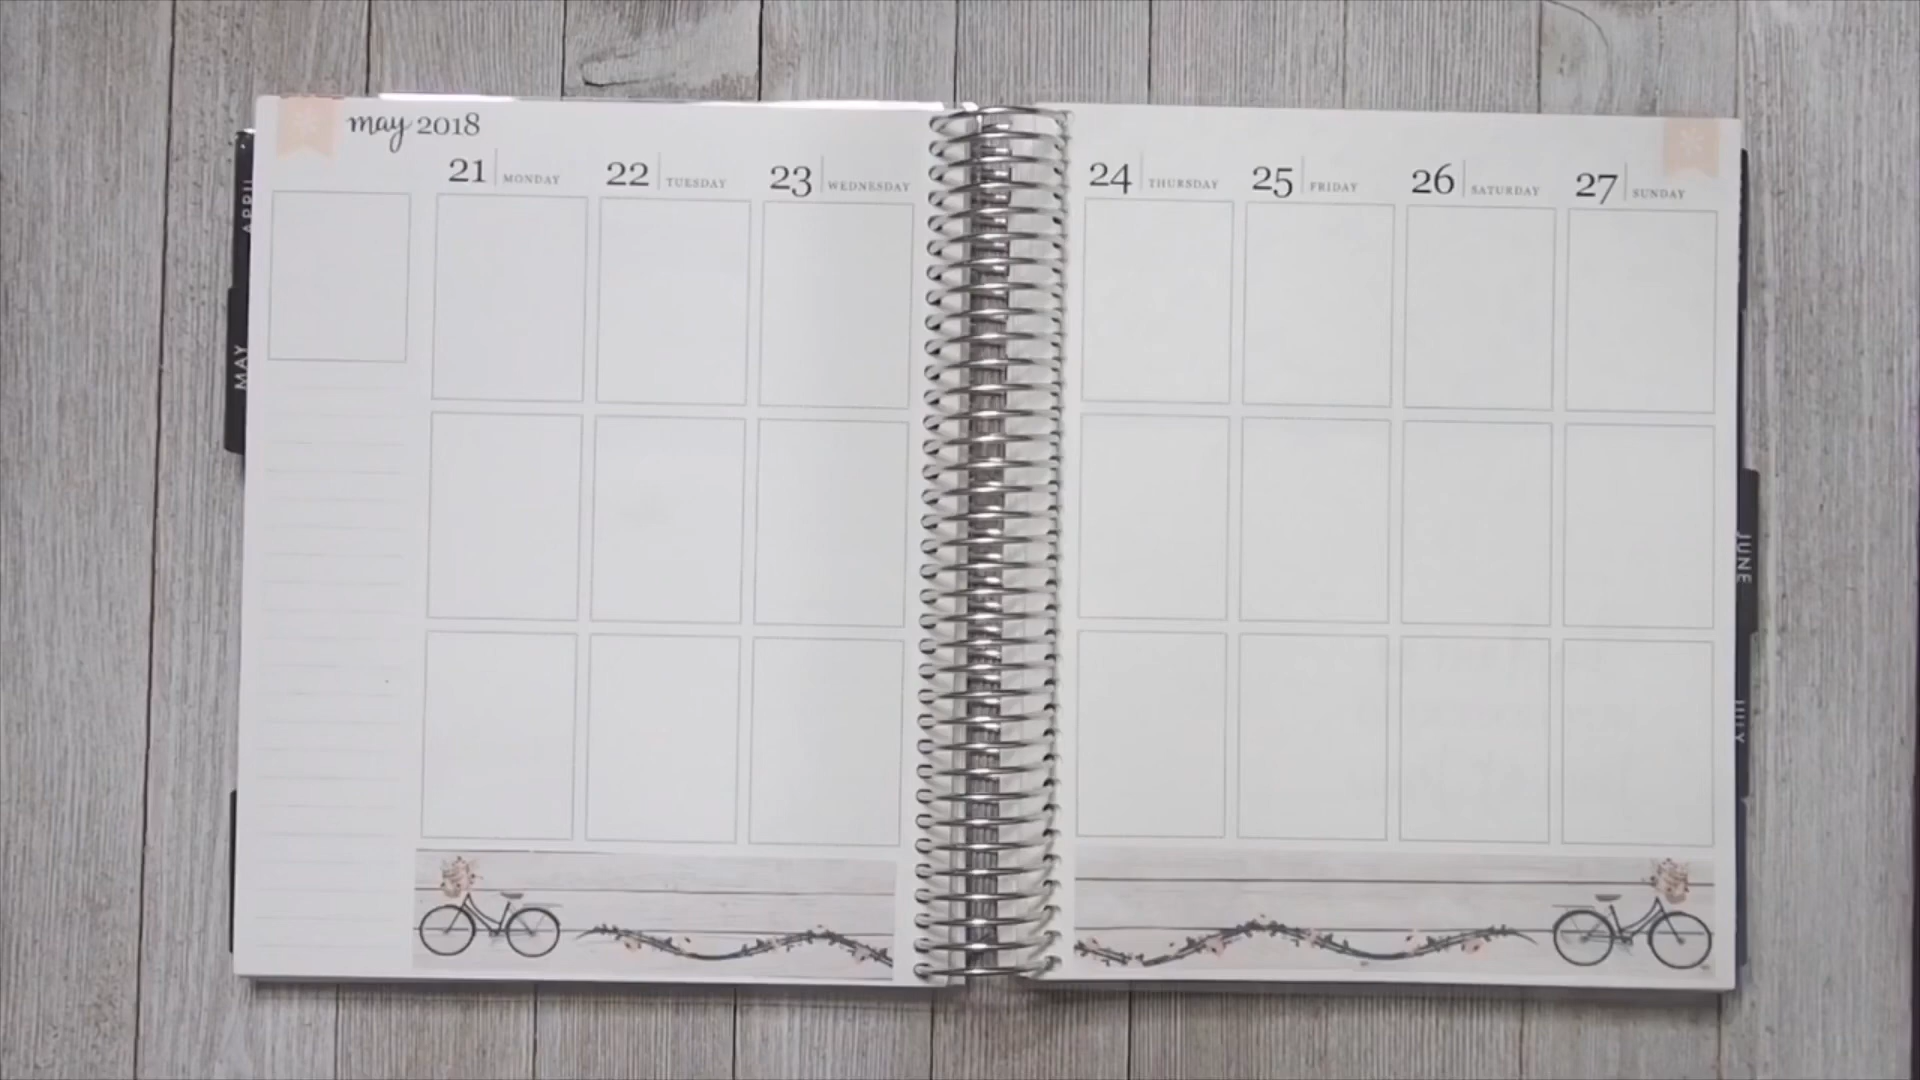 may 2018
21 MONDAY
22 TUESDAY
23 WEDNESDAY
24 THURSDAY
25 FRIDAY
26 SATURDAY
27 SUNDAY
APRIL
MAY
JUNE
JULY